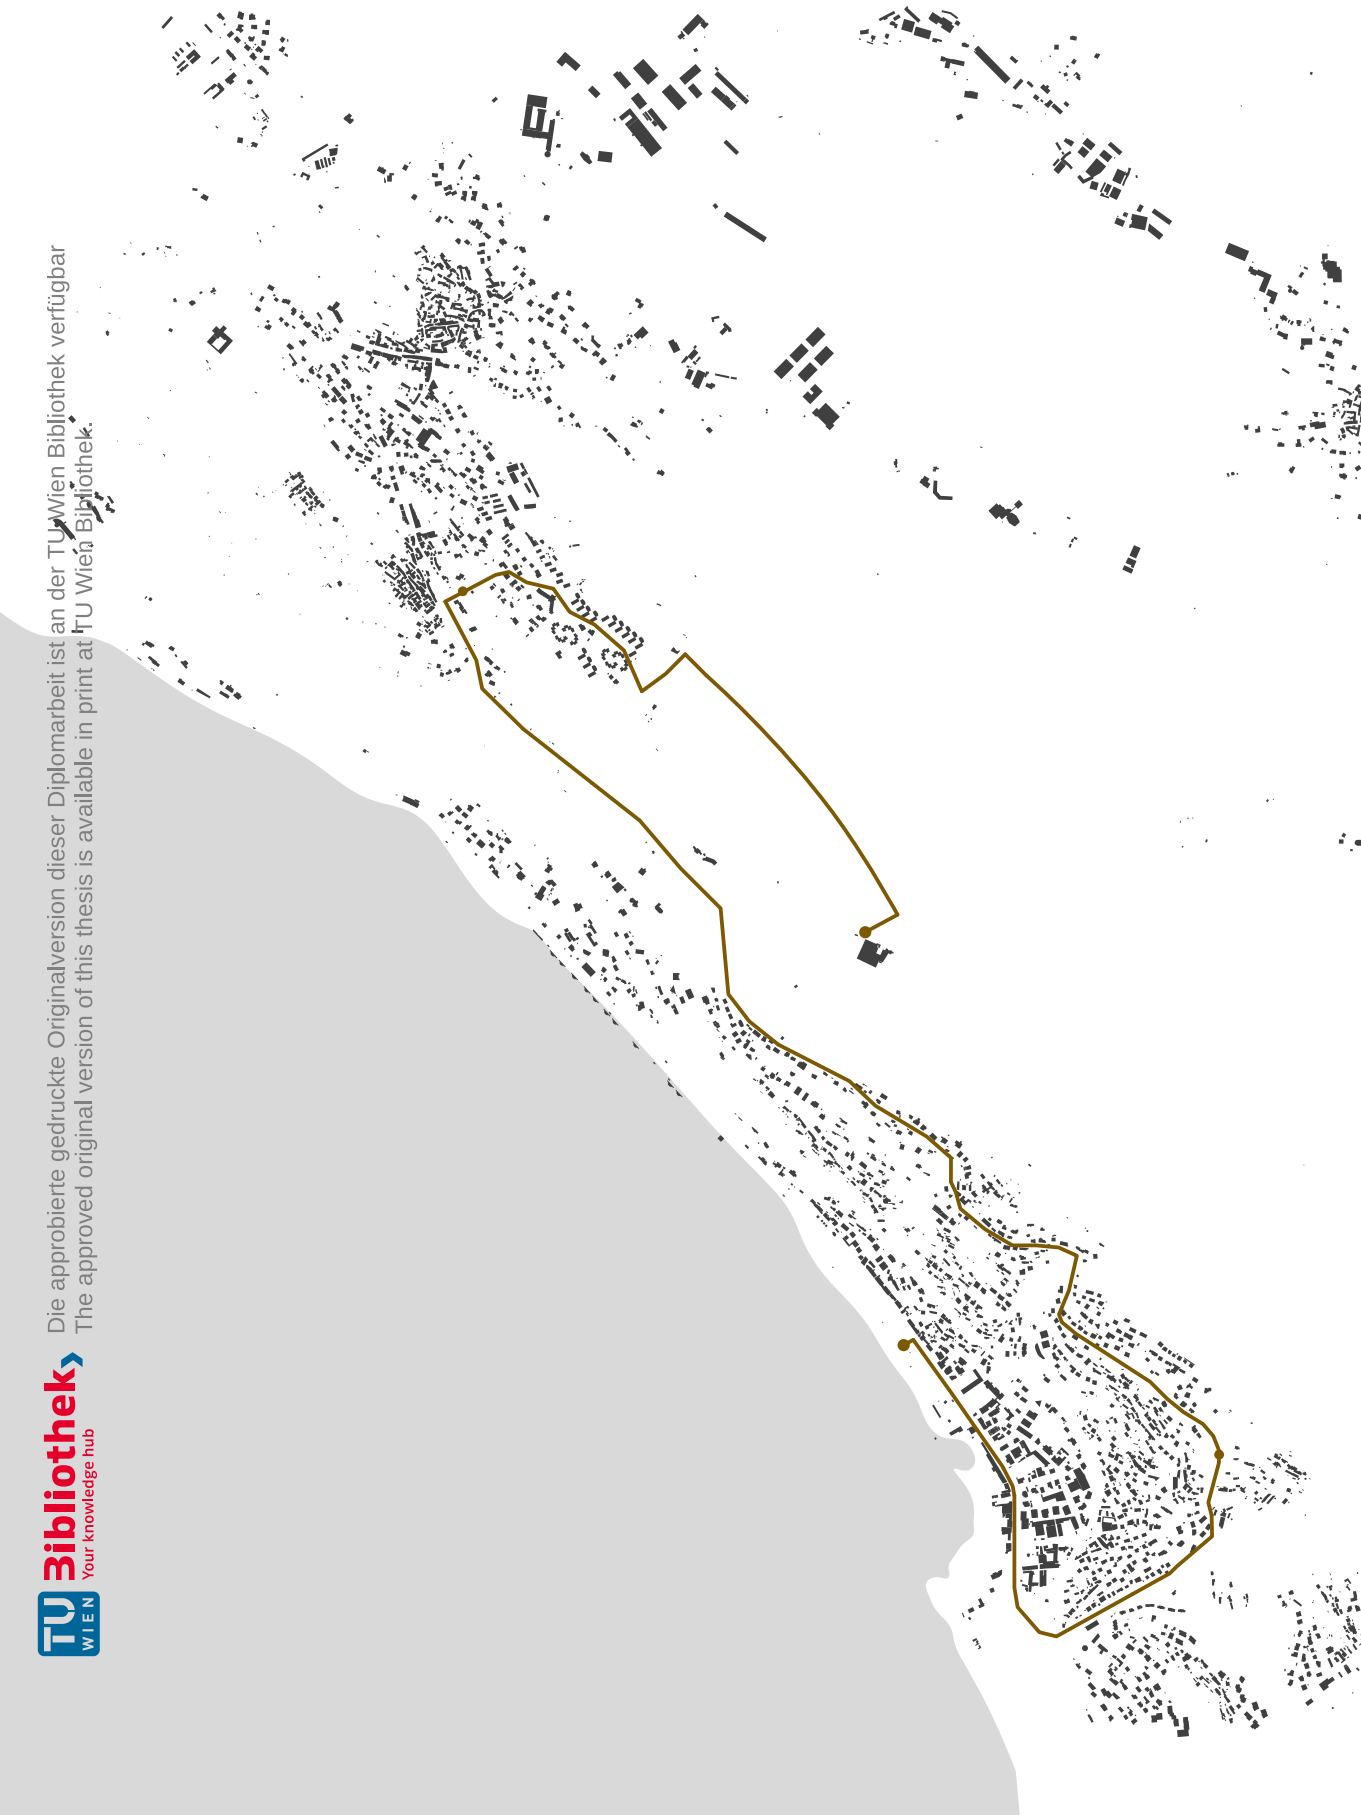 Die approbierte gedruckte Originalversion dieser Diplomarbeit ist an der TU Wien Bibliothek verfügbar
The approved original version of this thesis is available in print at TU Wien Bibliothek.
TU Bibliothek
WIEN Your knowledge hub